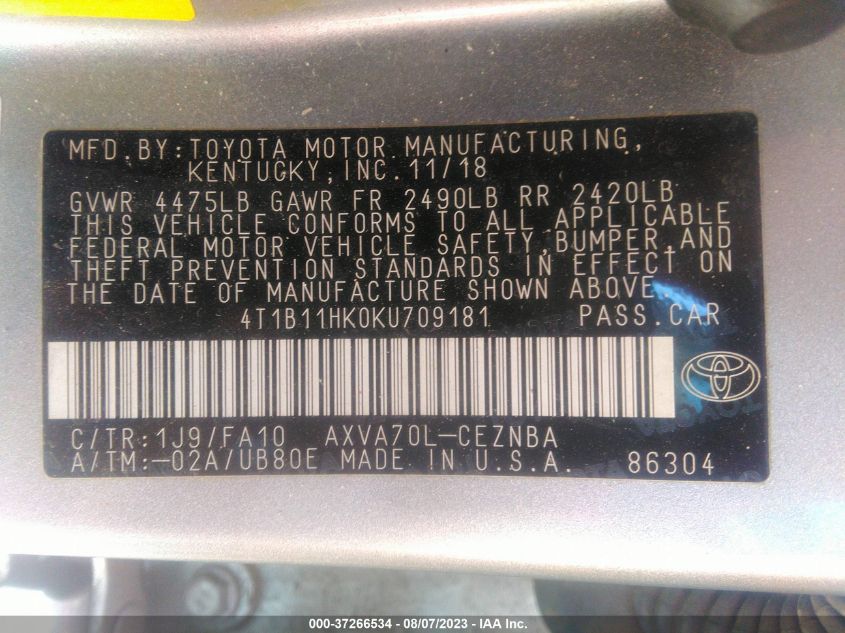 MFD.BY:TOYOTA MOTOR MANUFACTURING,
KENTUCKY,INC.11/18
GVWR 4475LB GAWR FR 2490LB RR 2420LB
THIS VEHICLE CONFORMS TO ALL APPLICABLE
FEDERAL MOTOR VEHICLE SAFETY,BUMPER,AND
THEFT PREVENTION STANDARDS IN EFFECT ON
THE DATE OF MANUFACTURE SHOWN ABOVE.
4T1B11HK0KU709181 PASS.CAR
C/TR:1J9/FA10 AXVA70L-CEZNBA
A/TM:-02A/UB80E MADE IN U.S.A. 86304
000-37266534 - 08/07/2023 - IAA Inc.